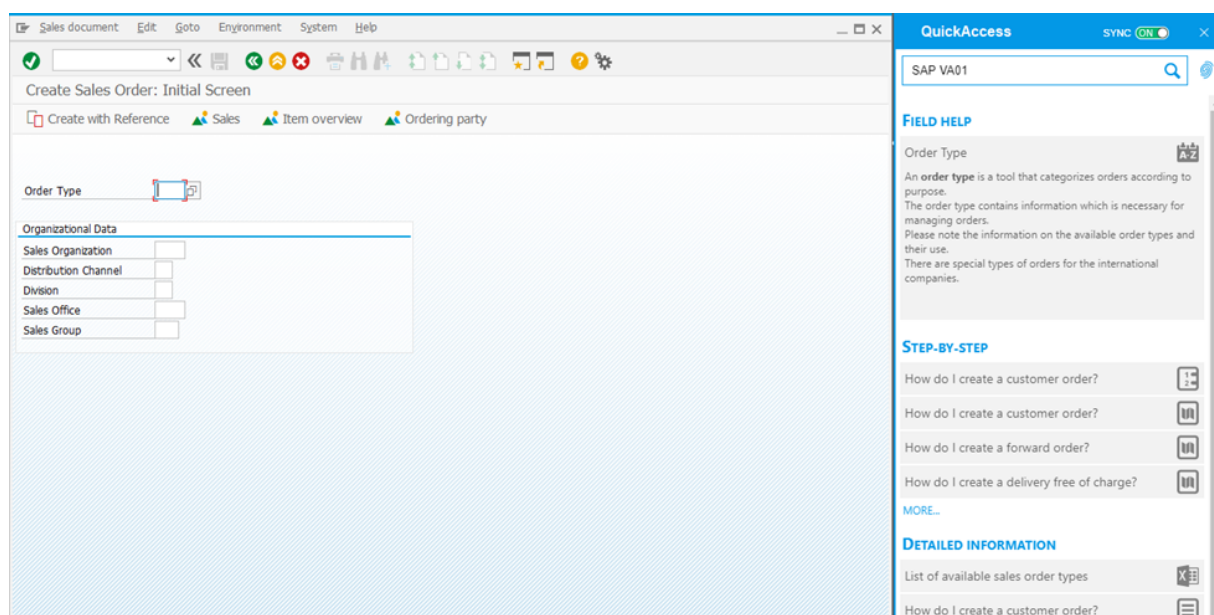 Sales document Edit Goto Environment System Help
Create Sales Order: Initial Screen
Create with Reference Sales Item overview Ordering party
Order Type
Organizational Data
Sales Organization
Distribution Channel
Division
Sales Office
Sales Group
QuickAccess SYNC ON
SAP VA01
FIELD HELP
Order Type
A-Z
An order type is a tool that categorizes orders according to
purpose.
The order type contains information which is necessary for
managing orders.
Please note the information on the available order types and
their use.
There are special types of orders for the international
companies.
STEP-BY-STEP
How do I create a customer order?
How do I create a customer order?
How do I create a forward order?
How do I create a delivery free of charge?
MORE...
DETAILED INFORMATION
List of available sales order types
How do I create a customer order?